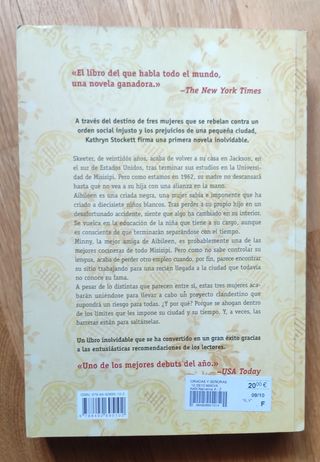 «El libro del que habla todo el mundo,
una novela ganadora.»
—The New York Times
A través del destino de tres mujeres que se rebelan contra un
orden social injusto y los prejuicios de una pequeña ciudad,
Kathryn Stockett firma una primera novela inolvidable.
Skeeter, de veintidós años, acaba de volver a su casa en Jackson, en
el sur de Estados Unidos, tras terminar sus estudios en la Universi-
dad de Misisipi. Pero como estamos en 1962, su madre no descansará
hasta que no vea a su hija con una alianza en la mano.
Aibileen es una criada negra, una mujer sabia e imponente que ha
criado a diecisiete niños blancos. Tras perder a su propio hijo en un
desafortunado accidente, siente que algo ha cambiado en su interior.
Se vuelca en la educación de la niña que tiene a su cargo, aunque
es consciente de que terminarán separándose con el tiempo.
Minny, la mejor amiga de Aibileen, es probablemente una de las
mejores cocineras de todo Misisipi. Pero como no sabe controlar su
lengua, acaba de perder otro empleo cuando, por fin, parece encontrar
su sitio trabajando para una recién llegada a la ciudad que todavía
no conoce su fama.
A pesar de lo distintas que parecen entre sí, estas tres mujeres aca-
barán uniéndose para llevar a cabo un proyecto clandestino que
supondrá un riesgo para todas. ¿Y por qué? Porque se ahogan dentro
de los límites que les impone su ciudad y su tiempo. Y, a veces, las
barreras están para saltárselas.
Un libro inolvidable que se ha convertido en un gran éxito gracias
a las entusiásticas recomendaciones de los lectores.
«Uno de los mejores debuts del año.»
—USA Today
CRIADAS Y SEÑORAS
20,00 €
09/10
F